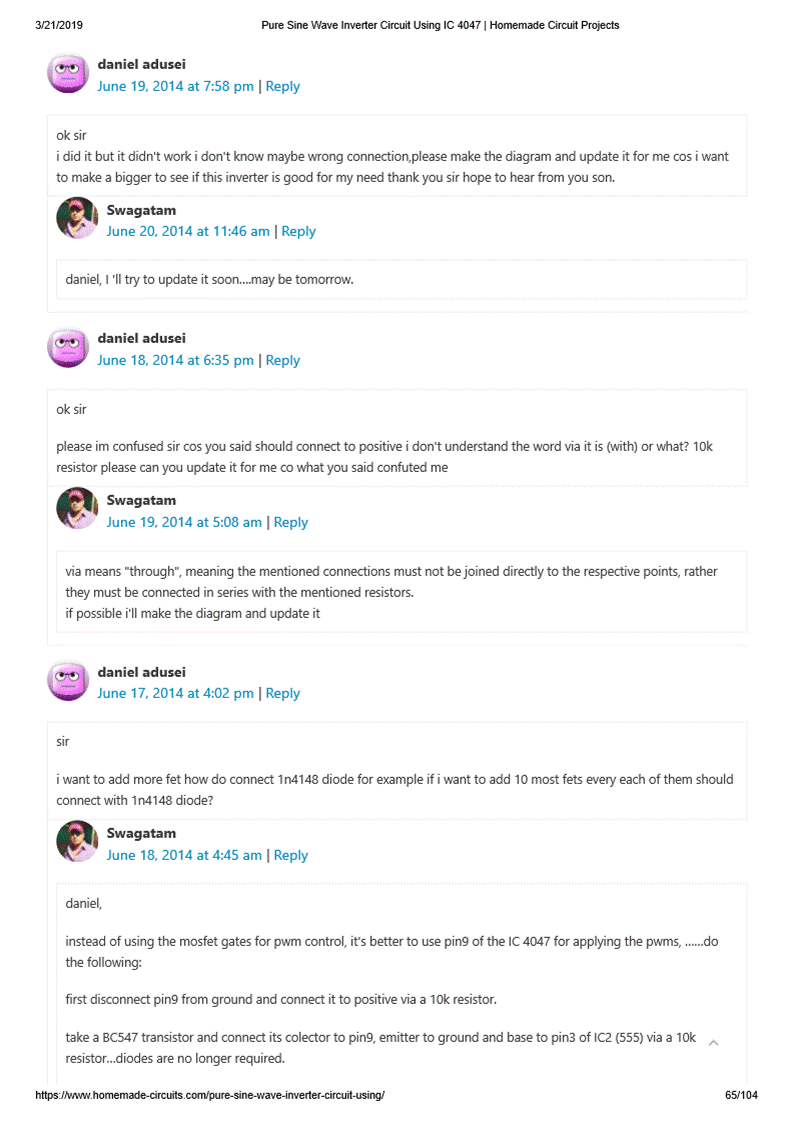 3/21/2019
Pure Sine Wave Inverter Circuit Using IC 4047 | Homemade Circuit Projects
daniel adusei
June 19, 2014 at 7:58 pm | Reply
ok sir
i did it but it didn't work i don't know maybe wrong connection,please make the diagram and update it for me cos i want
to make a bigger to see if this inverter is good for my need thank you sir hope to hear from you son.
Swagatam
June 20, 2014 at 11:46 am | Reply
daniel, I 'll try to update it soon....may be tomorrow.
daniel adusei
June 18, 2014 at 6:35 pm | Reply
ok sir
please im confused sir cos you said should connect to positive i don't understand the word via it is (with) or what? 10k
resistor please can you update it for me co what you said confuted me
Swagatam
June 19, 2014 at 5:08 am | Reply
via means "through", meaning the mentioned connections must not be joined directly to the respective points, rather
they must be connected in series with the mentioned resistors.
if possible i'll make the diagram and update it
daniel adusei
June 17, 2014 at 4:02 pm | Reply
sir
i want to add more fet how do connect 1n4148 diode for example if i want to add 10 most fets every each of them should
connect with 1n4148 diode?
Swagatam
June 18, 2014 at 4:45 am | Reply
daniel,
instead of using the mosfet gates for pwm control, it's better to use pin9 of the IC 4047 for applying the pwms, ......do
the following:
first disconnect pin9 from ground and connect it to positive via a 10k resistor.
take a BC547 transistor and connect its colector to pin9, emitter to ground and base to pin3 of IC2 (555) via a 10k
resistor...diodes are no longer required.
https://www.homemade-circuits.com/pure-sine-wave-inverter-circuit-using/
65/104